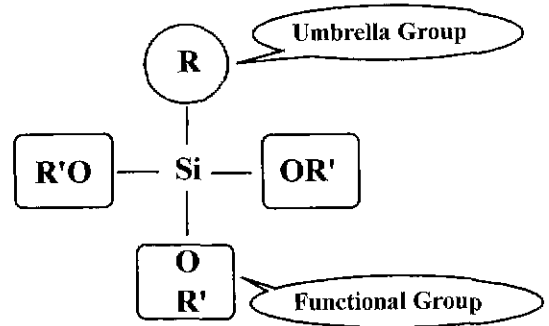 Umbrella Group
R
R'O Si OR'
O
R'
Functional Group